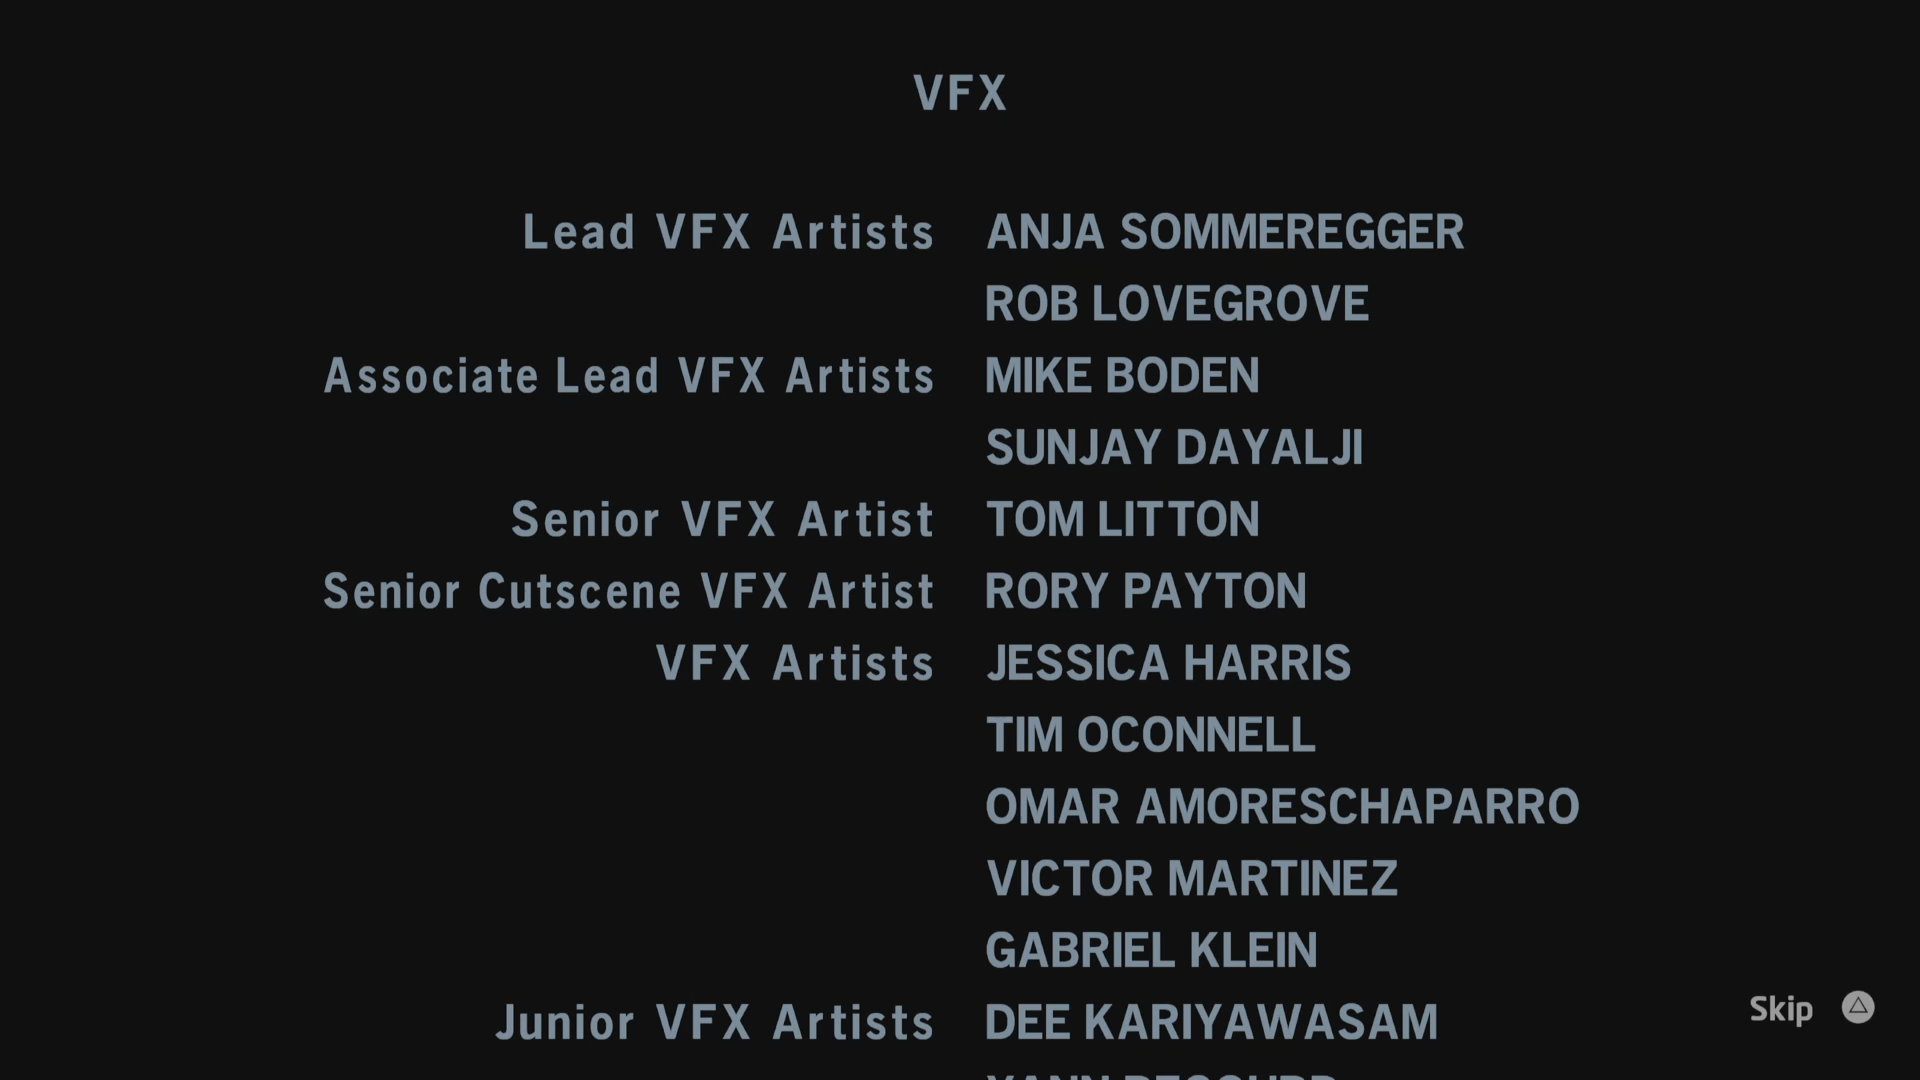 VFX
Lead VFX Artists ANJA SOMMEREGGER
ROB LOVEGROVE
Associate Lead VFX Artists MIKE BODEN
SUNJAY DAYALJI
Senior VFX Artist TOM LITTON
Senior Cutscene VFX Artist RORY PAYTON
VFX Artists JESSICA HARRIS
TIM OCONNELL
OMAR AMORESCHAPARRO
VICTOR MARTINEZ
GABRIEL KLEIN
Junior VFX Artists DEE KARIYAWASAM
Skip